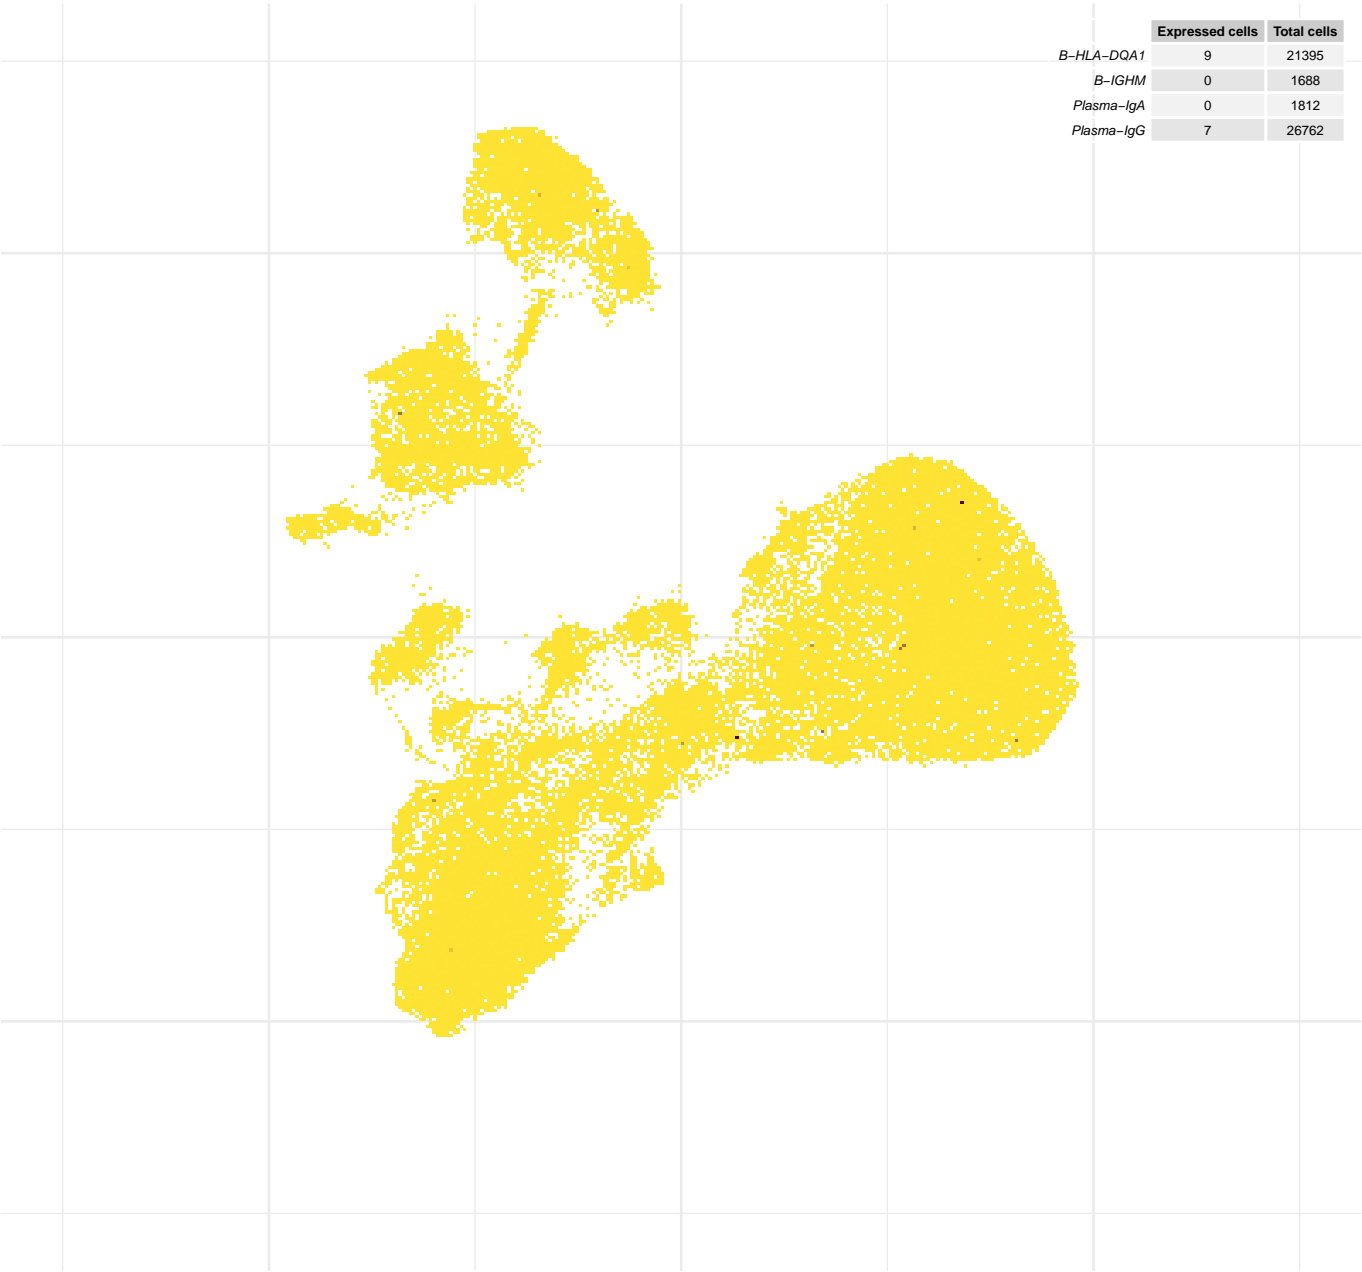 Expressed cells Total cells
B−HLA−DQA1 9 21395
B−IGHM 0 1688
Plasma−IgA 0 1812
Plasma−IgG 7 26762